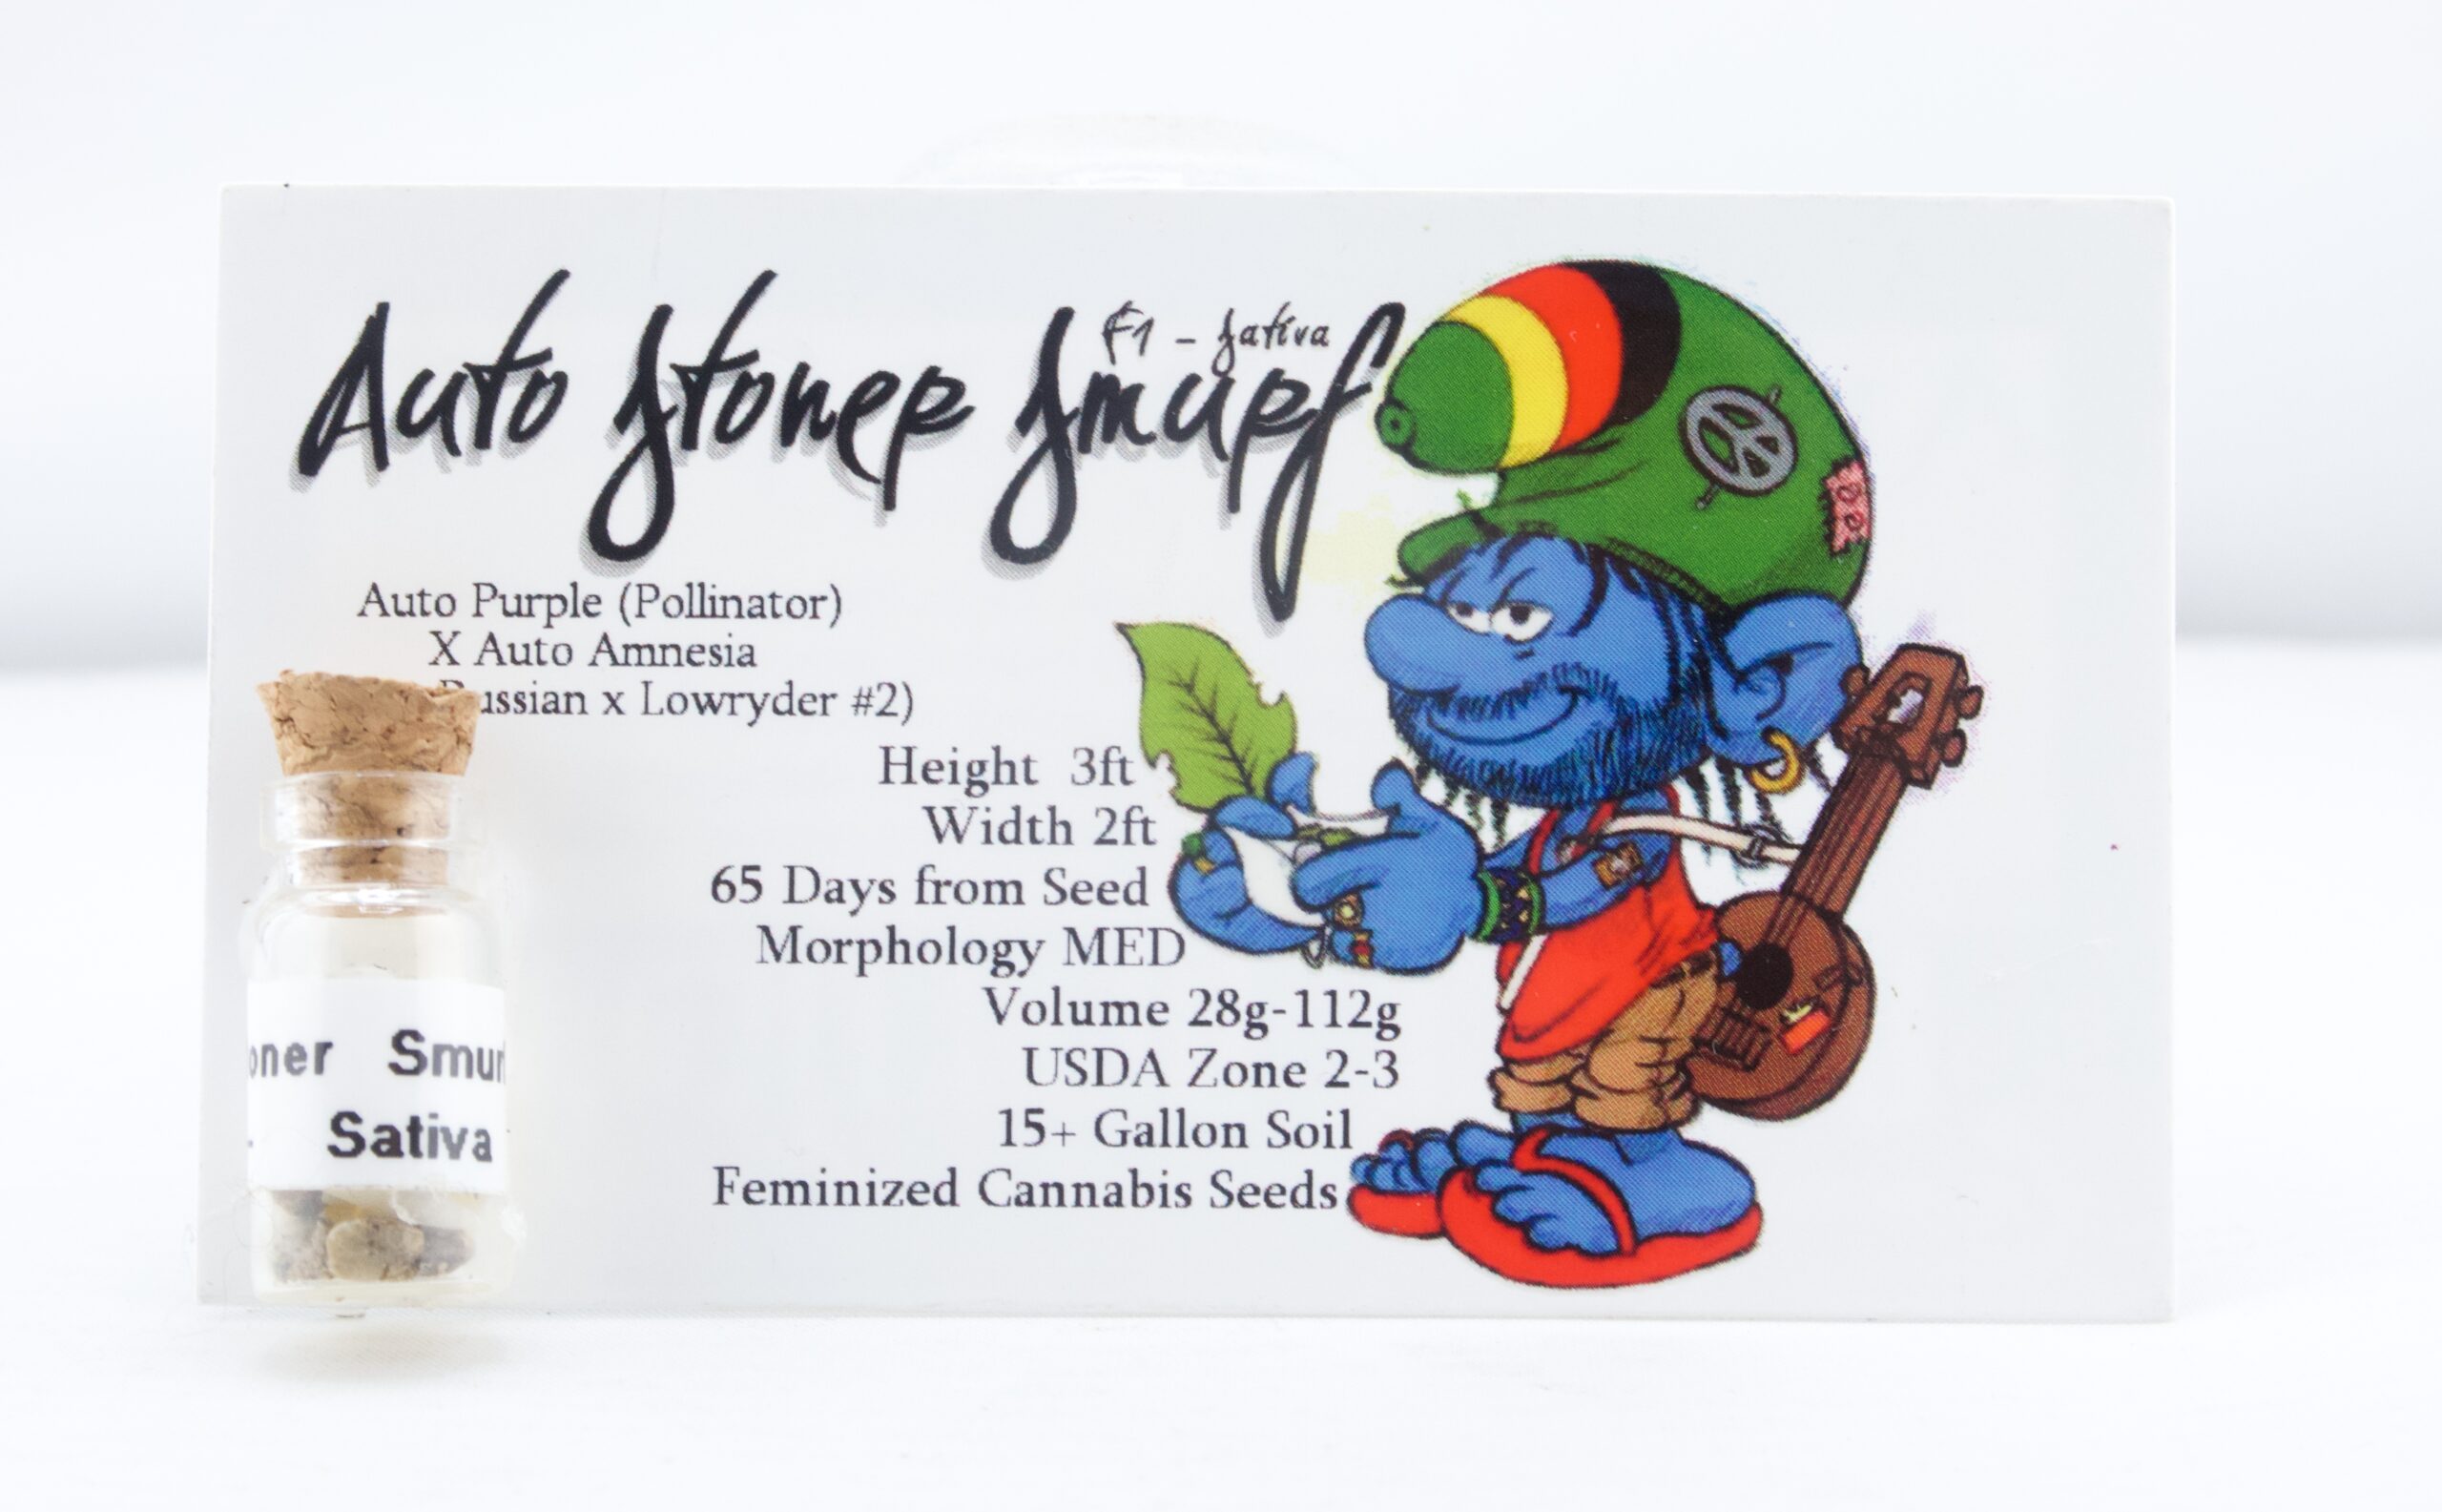 Auto Stoner Smurf
F1 - Sativa
Auto Purple (Pollinator)
X Auto Amnesia
Russian x Lowryder #2)
Height 3ft
Width 2ft
65 Days from Seed
Morphology MED
Volume 28g-112g
USDA Zone 2-3
15+ Gallon Soil
Feminized Cannabis Seeds
oner Smur
- Sativa